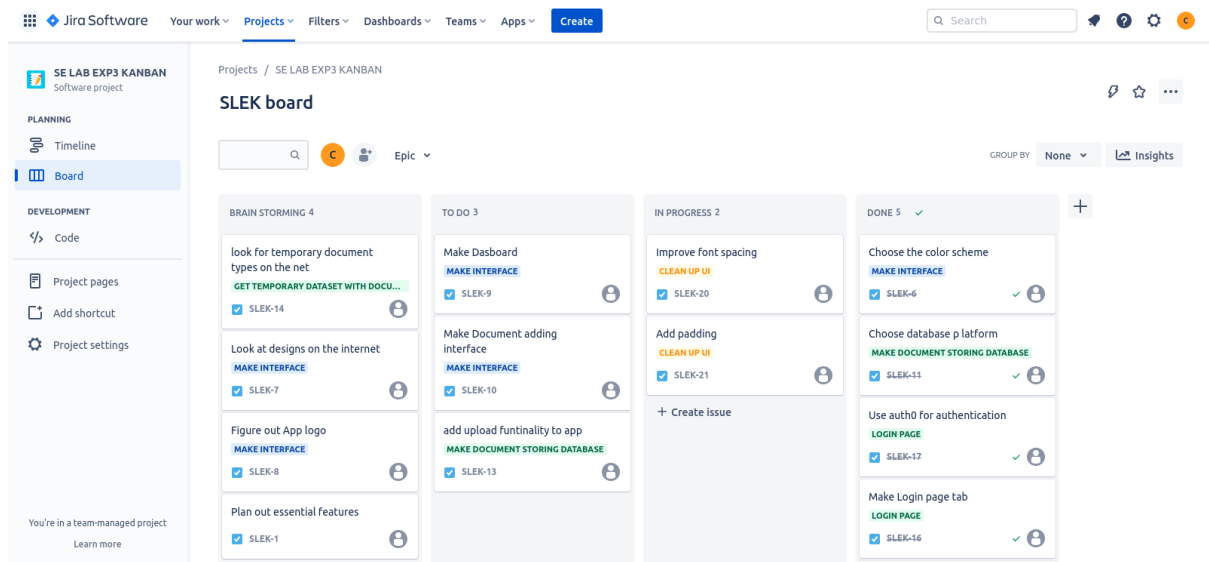 Jira Software
Your work
Projects
Filters
Dashboards
Teams
Apps
Create
Search
C
SE LAB EXP3 KANBAN
Software project
PLANNING
Timeline
Board
DEVELOPMENT
Code
Project pages
Add shortcut
Project settings
You're in a team-managed project
Learn more
Projects / SE LAB EXP3 KANBAN
SLEK board
C
Epic
GROUP BY
None
Insights
BRAIN STORMING 4
look for temporary document
types on the net
GET TEMPORARY DATASET WITH DOCU...
SLEK-14
Look at designs on the internet
MAKE INTERFACE
SLEK-7
Figure out App logo
MAKE INTERFACE
SLEK-8
Plan out essential features
SLEK-1
TO DO 3
Make Dasboard
MAKE INTERFACE
SLEK-9
Make Document adding
interface
MAKE INTERFACE
SLEK-10
add upload funtinality to app
MAKE DOCUMENT STORING DATABASE
SLEK-13
IN PROGRESS 2
Improve font spacing
CLEAN UP UI
SLEK-20
Add padding
CLEAN UP UI
SLEK-21
+ Create issue
DONE 5
Choose the color scheme
MAKE INTERFACE
SLEK-6
Choose database p latform
MAKE DOCUMENT STORING DATABASE
SLEK-11
Use auth0 for authentication
LOGIN PAGE
SLEK-17
Make Login page tab
LOGIN PAGE
SLEK-16